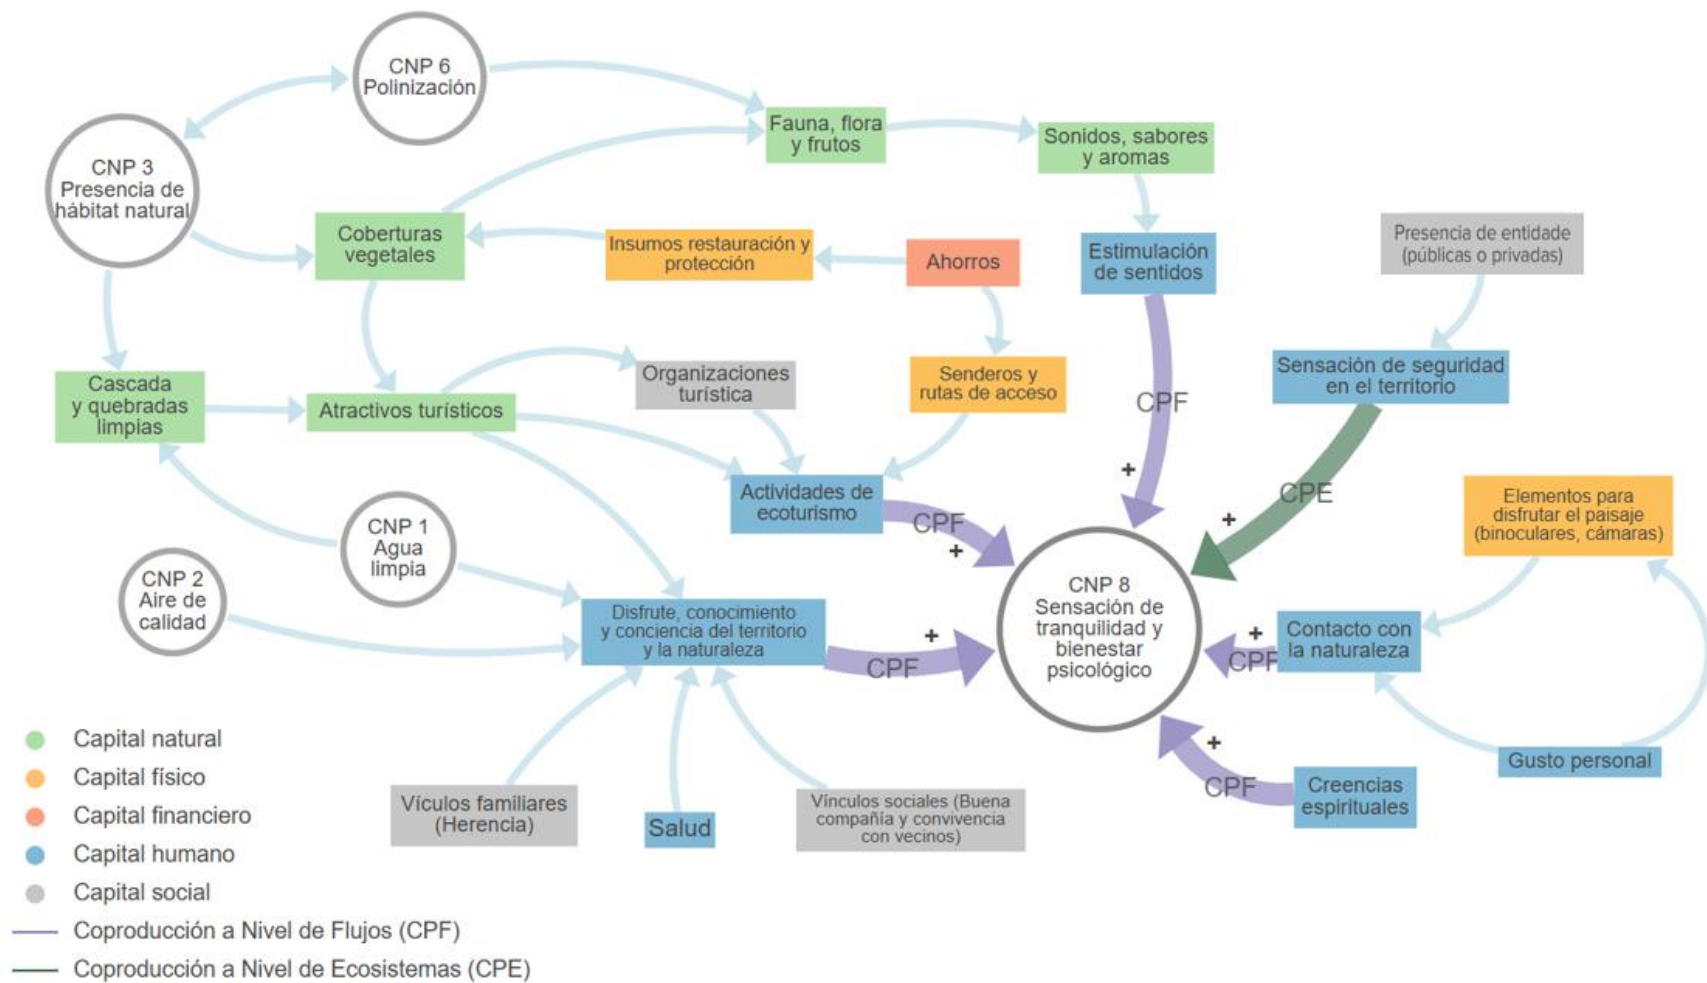 CNP 6
Polinización
CNP 3
Presencia de
hábitat natural
Fauna, flora
y frutos
Sonidos, sabores
y aromas
Coberturas
vegetales
Insumos restauración y
protección
Ahorros
Estimulación
de sentidos
Presencia de entidade
(públicas o privadas)
Cascada
y quebradas
limpias
Atractivos turísticos
Organizaciones
turística
Senderos y
rutas de acceso
CPF
+
Sensación de seguridad
en el territorio
CPE
+
Actividades de
ecoturismo
CPF
+
Elementos para
disfrutar el paisaje
(binoculares, cámaras)
CNP 1
Agua
limpia
CNP 2
Aire de
calidad
Disfrute, conocimiento
y conciencia del territorio
y la naturaleza
+
CPF
CNP 8
Sensación de
tranquilidad y
bienestar
psicológico
+
CPF
Contacto con
la naturaleza
Gusto personal
+
CPF
Creencias
espirituales
Vículos familiares
(Herencia)
Salud
Vínculos sociales (Buena
compañía y convivencia
con vecinos)
Capital natural
Capital físico
Capital financiero
Capital humano
Capital social
Coproducción a Nivel de Flujos (CPF)
Coproducción a Nivel de Ecosistemas (CPE)